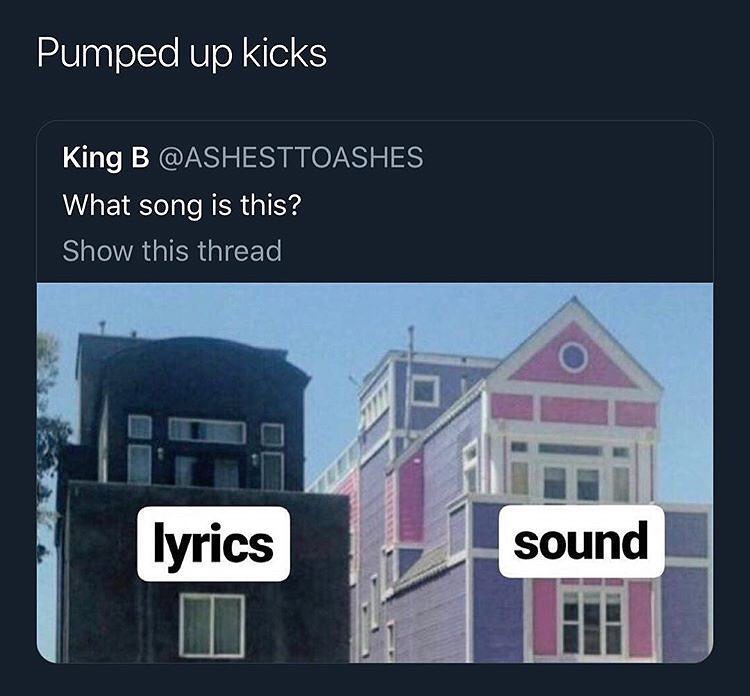 Pumped up kicks
King B @ASHESTTOASHES
What song is this?
Show this thread
lyrics
sound